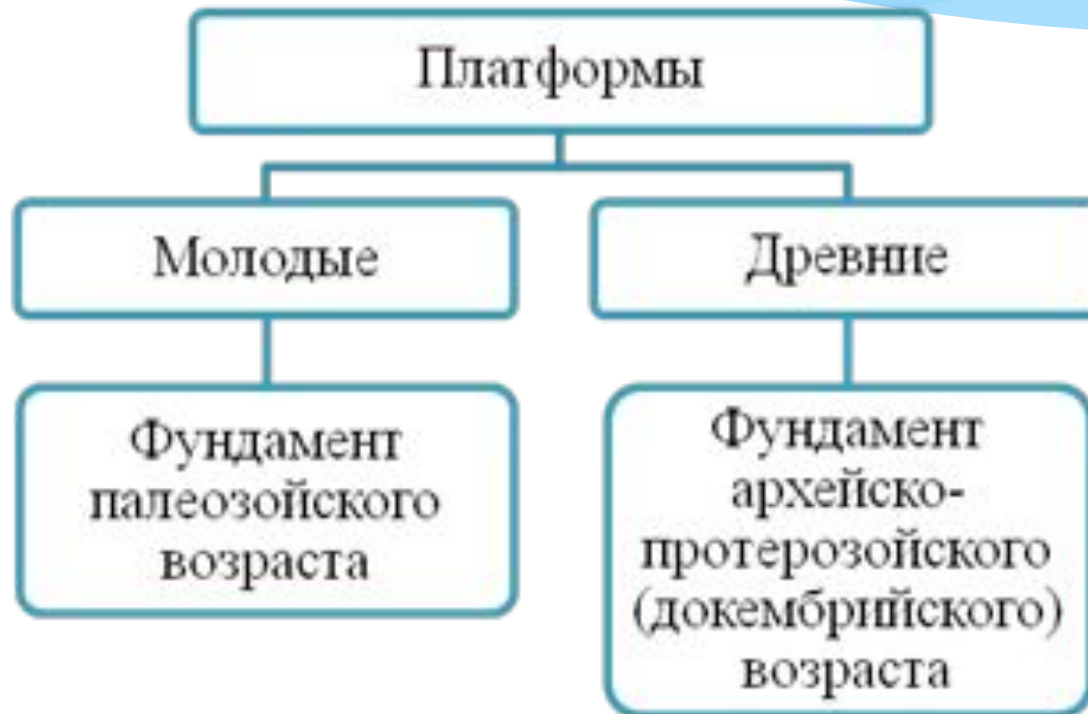 Платформы
Молодые
Древние
Фундамент
палеозойского
возраста
Фундамент
архейско-
протерозойского
(докембрийского)
возраста